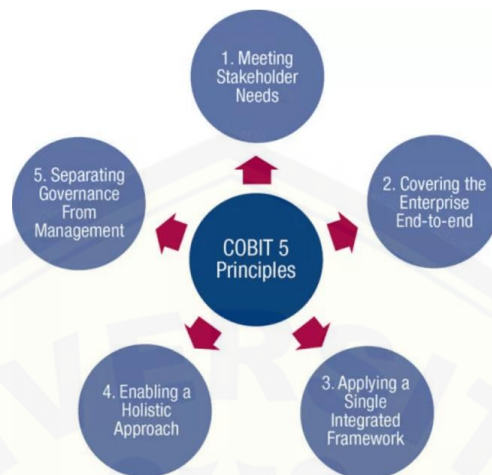 1. Meeting
Stakeholder
Needs
2. Covering the
Enterprise
End-to-end
3. Applying a
Single
Integrated
Framework
4. Enabling a
Holistic
Approach
5. Separating
Governance
From
Management
COBIT 5
Principles